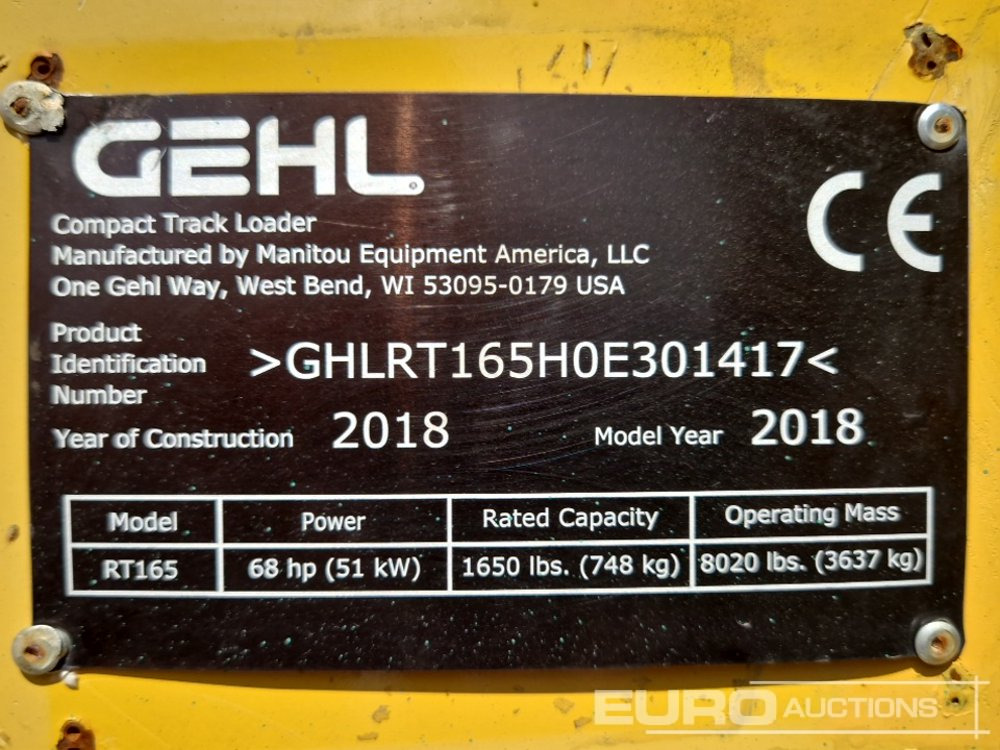 GEHL
Compact Track Loader
Manufactured by Manitou Equipment America, LLC
One Gehl Way, West Bend, WI 53095-0179 USA
CE
Product
Identification
Number
>GHLRT165H0E301417<
Year of Construction 2018 Model Year 2018
Model Power Rated Capacity Operating Mass
RT165 68 hp (51 kW) 1650 lbs. (748 kg) 8020 lbs. (3637 kg)
EURO AUCTIONS